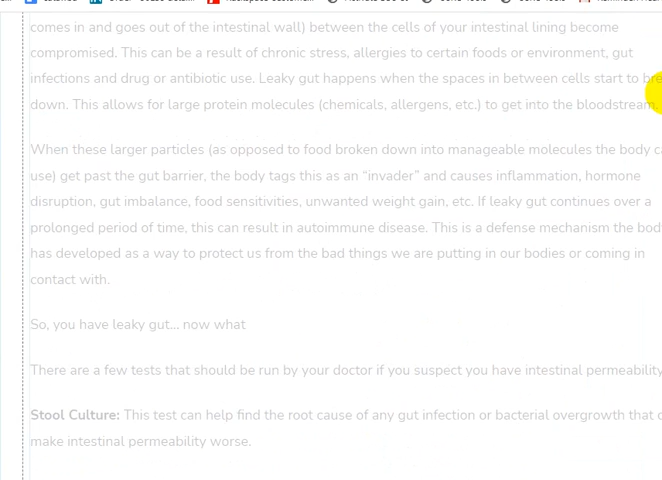 comes in and goes out of the intestinal wall) between the cells of your intestinal lining become
compromised. This can be a result of chronic stress, allergies to certain foods or environment, gut
infections and drug or antibiotic use. Leaky gut happens when the spaces in between cells start to
down. This allows for large protein molecules (chemicals, allergens, etc.) to get into the bloodstream.
When these larger particles (as opposed to food broken down into manageable molecules the body
use) get past the gut barrier, the body tags this as an “invader” and causes inflammation, hormone
disruption, gut imbalance, food sensitivities, unwanted weight gain, etc. If leaky gut continues over a
prolonged period of time, this can result in autoimmune disease. This is a defense mechanism the
has developed as a way to protect us from the bad things we are putting in our bodies or coming in
contact with.
So, you have leaky gut... now what
There are a few tests that should be run by your doctor if you suspect you have intestinal permeability
Stool Culture: This test can help find the root cause of any gut infection or bacterial overgrowth that
make intestinal permeability worse.